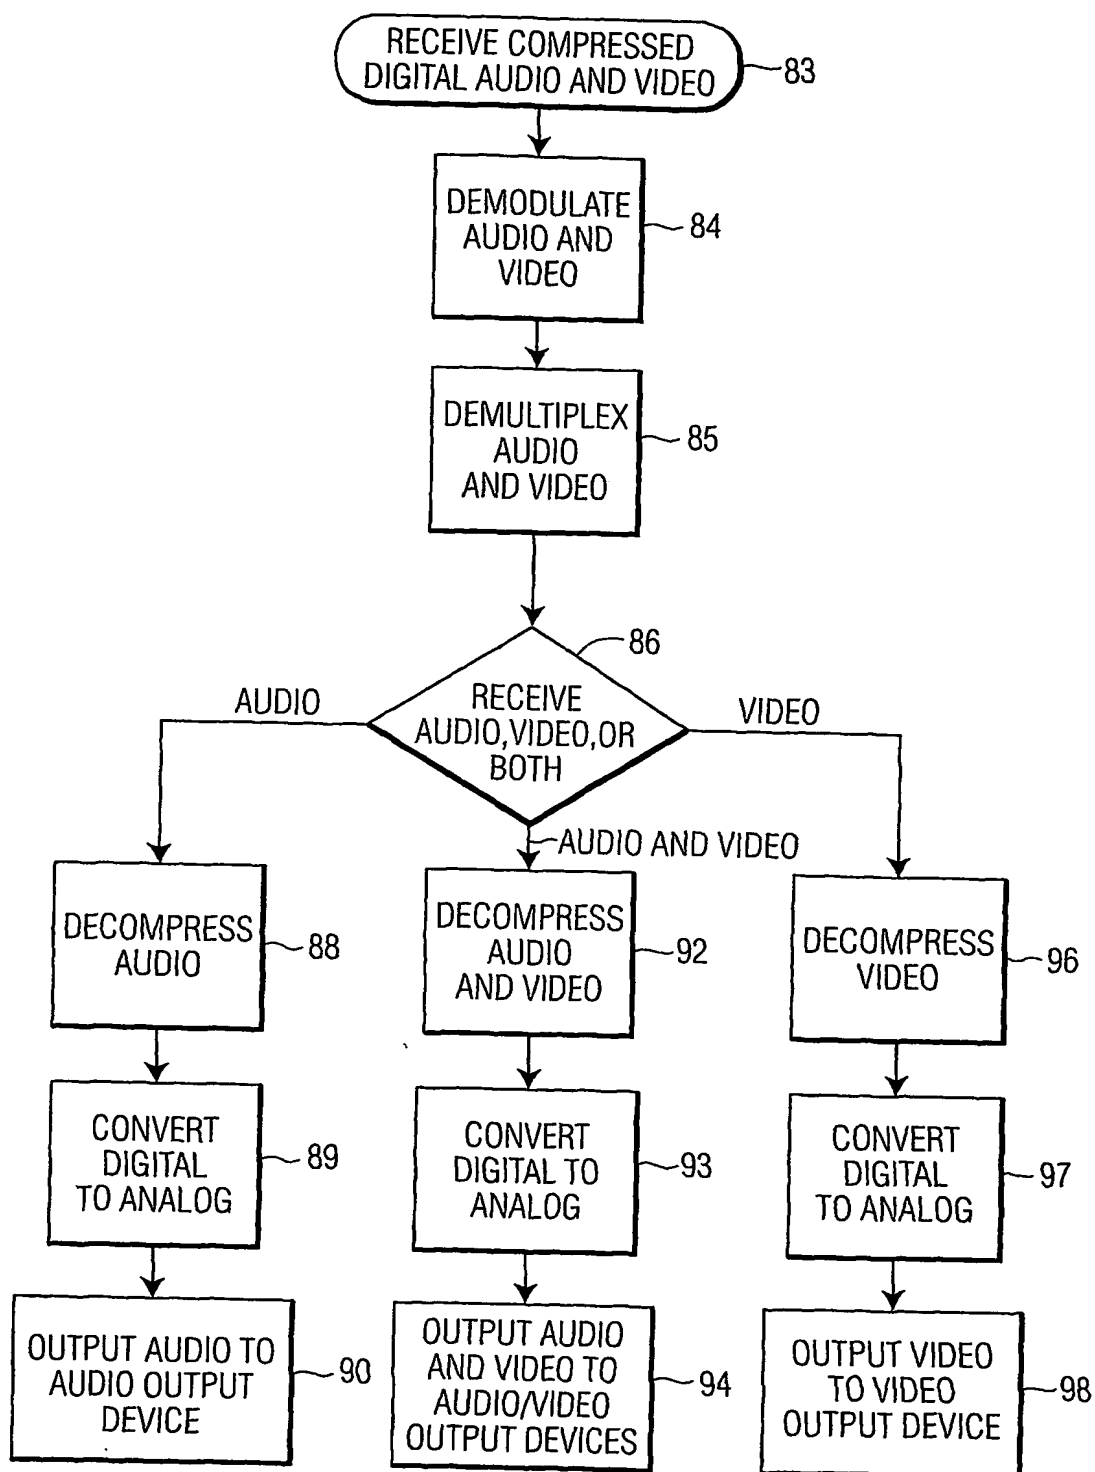 RECEIVE COMPRESSED
DIGITAL AUDIO AND VIDEO
83
DEMODULATE
AUDIO AND
VIDEO
84
DEMULTIPLEX
AUDIO
AND VIDEO
85
86
RECEIVE
AUDIO,VIDEO,OR
BOTH
AUDIO
VIDEO
AUDIO AND VIDEO
DECOMPRESS
AUDIO
88
DECOMPRESS
AUDIO
AND VIDEO
92
DECOMPRESS
VIDEO
96
CONVERT
DIGITAL
TO ANALOG
89
CONVERT
DIGITAL TO
ANALOG
93
CONVERT
DIGITAL
TO ANALOG
97
OUTPUT AUDIO TO
AUDIO OUTPUT
DEVICE
90
OUTPUT AUDIO
AND VIDEO TO
AUDIO/VIDEO
OUTPUT DEVICES
94
OUTPUT VIDEO
TO VIDEO
OUTPUT DEVICE
98